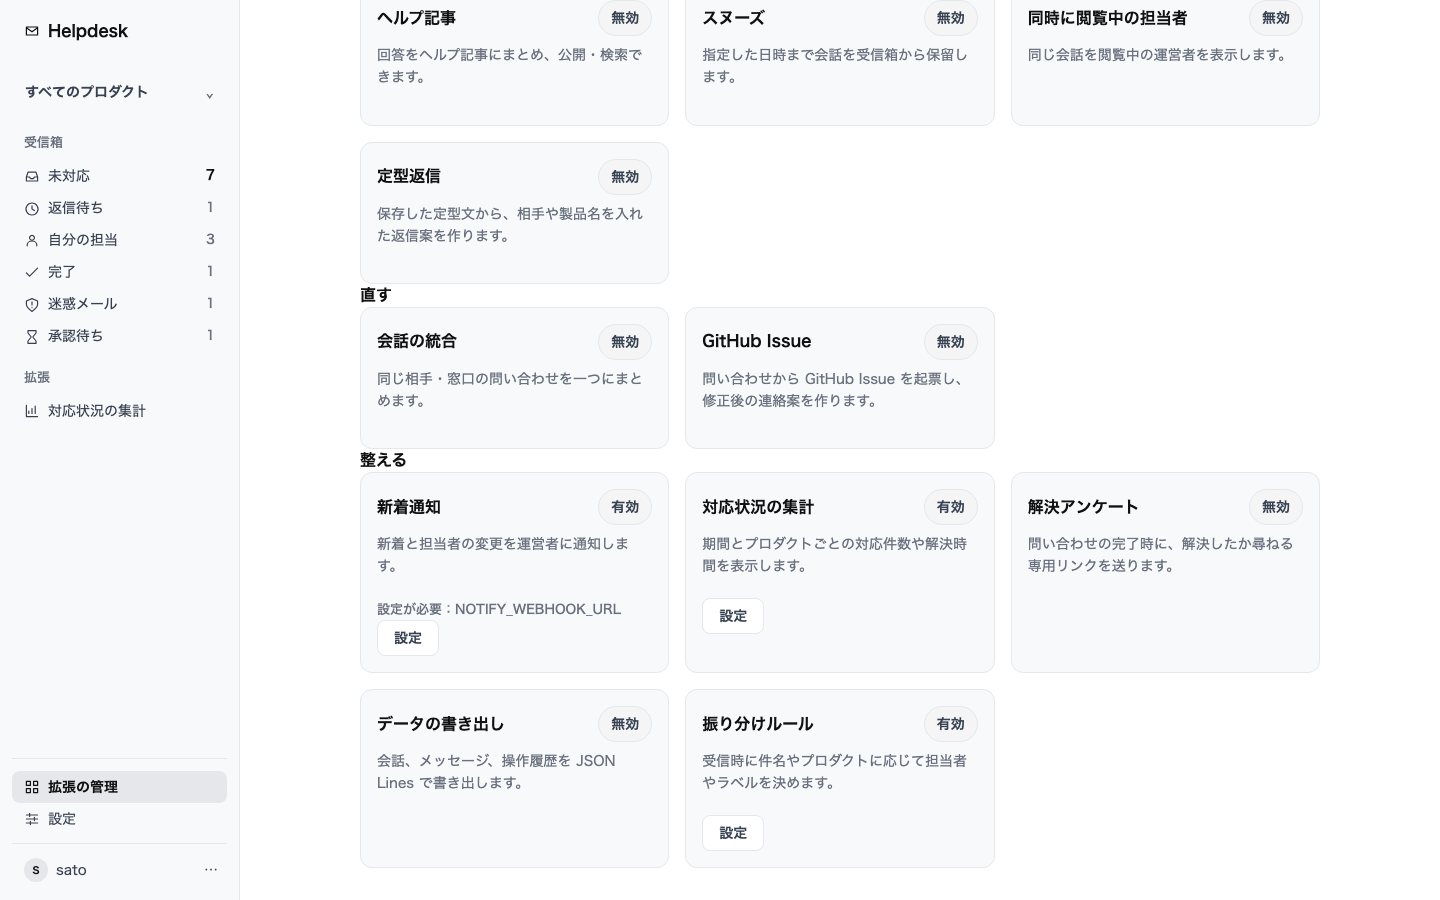 Helpdesk
すべてのプロダクト
受信箱
未対応 7
返信待ち 1
自分の担当 3
完了 1
迷惑メール 1
承認待ち 1
拡張
対応状況の集計
拡張の管理
設定
S sato ...
ヘルプ記事 無効
回答をヘルプ記事にまとめ、公開・検索で
きます。
スヌーズ 無効
指定した日時まで会話を受信箱から保留し
ます。
同時に閲覧中の担当者 無効
同じ会話を閲覧中の運営者を表示します。
定型返信 無効
保存した定型文から、相手や製品名を入れ
た返信案を作ります。
直す
会話の統合 無効
同じ相手・窓口の問い合わせを一つにまと
めます。
GitHub Issue 無効
問い合わせから GitHub Issue を起票し、
修正後の連絡案を作ります。
整える
新着通知 有効
新着と担当者の変更を運営者に通知しま
す。
設定が必要：NOTIFY_WEBHOOK_URL
設定
対応状況の集計 有効
期間とプロダクトごとの対応件数や解決時
間を表示します。
設定
解決アンケート 無効
問い合わせの完了時に、解決したか尋ねる
専用リンクを送ります。
データの書き出し 無効
会話、メッセージ、操作履歴を JSON
Lines で書き出します。
振り分けルール 有効
受信時に件名やプロダクトに応じて担当者
やラベルを決めます。
設定